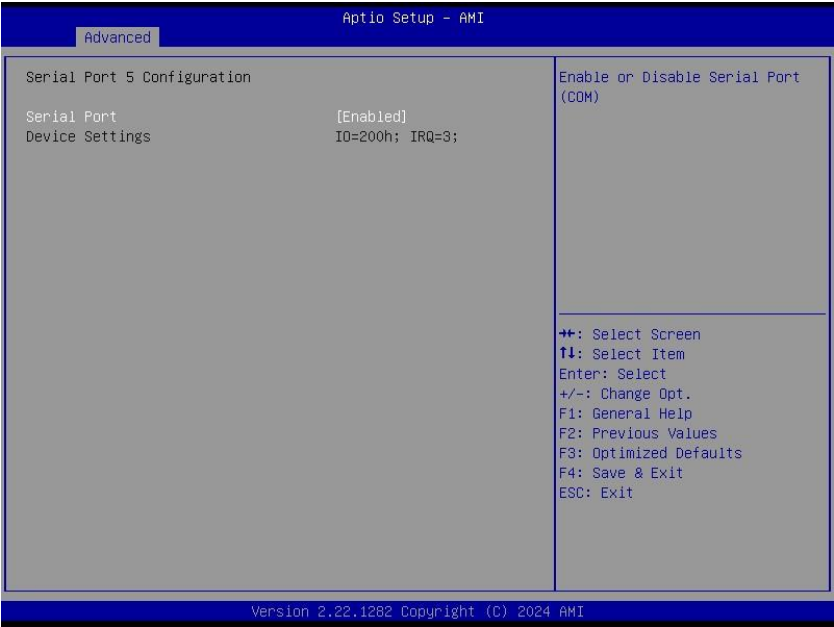 Aptio Setup - AMI
Advanced
Serial Port 5 Configuration
Serial Port [Enabled]
Device Settings IO=200h; IRQ=3;
Enable or Disable Serial Port
(COM)
→←: Select Screen
↑↓: Select Item
Enter: Select
+/-: Change Opt.
F1: General Help
F2: Previous Values
F3: Optimized Defaults
F4: Save & Exit
ESC: Exit
Version 2.22.1282 Copyright (C) 2024 AMI